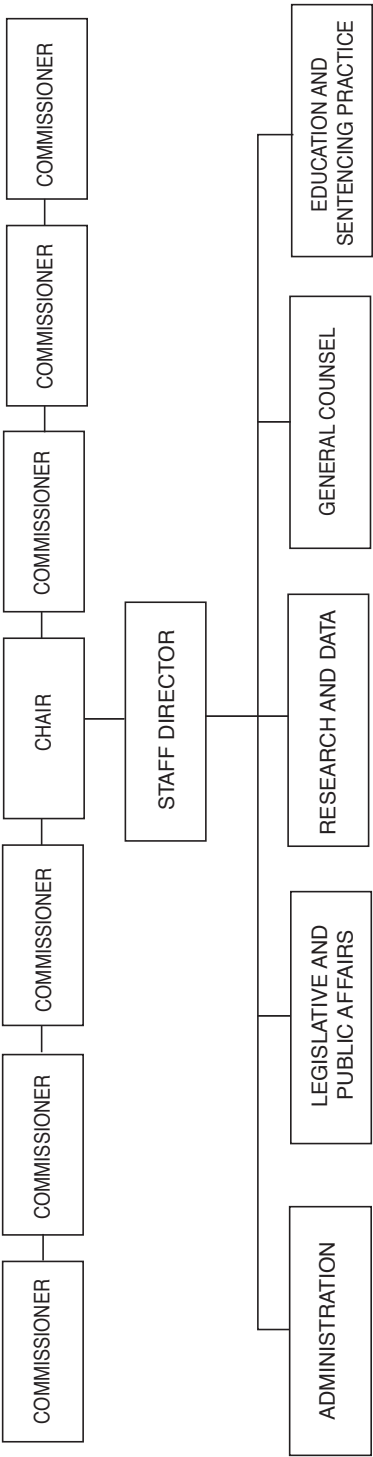 COMMISSIONER
COMMISSIONER
COMMISSIONER
CHAIR
COMMISSIONER
COMMISSIONER
COMMISSIONER
STAFF DIRECTOR
ADMINISTRATION
LEGISLATIVE AND
PUBLIC AFFAIRS
RESEARCH AND DATA
GENERAL COUNSEL
EDUCATION AND
SENTENCING PRACTICE